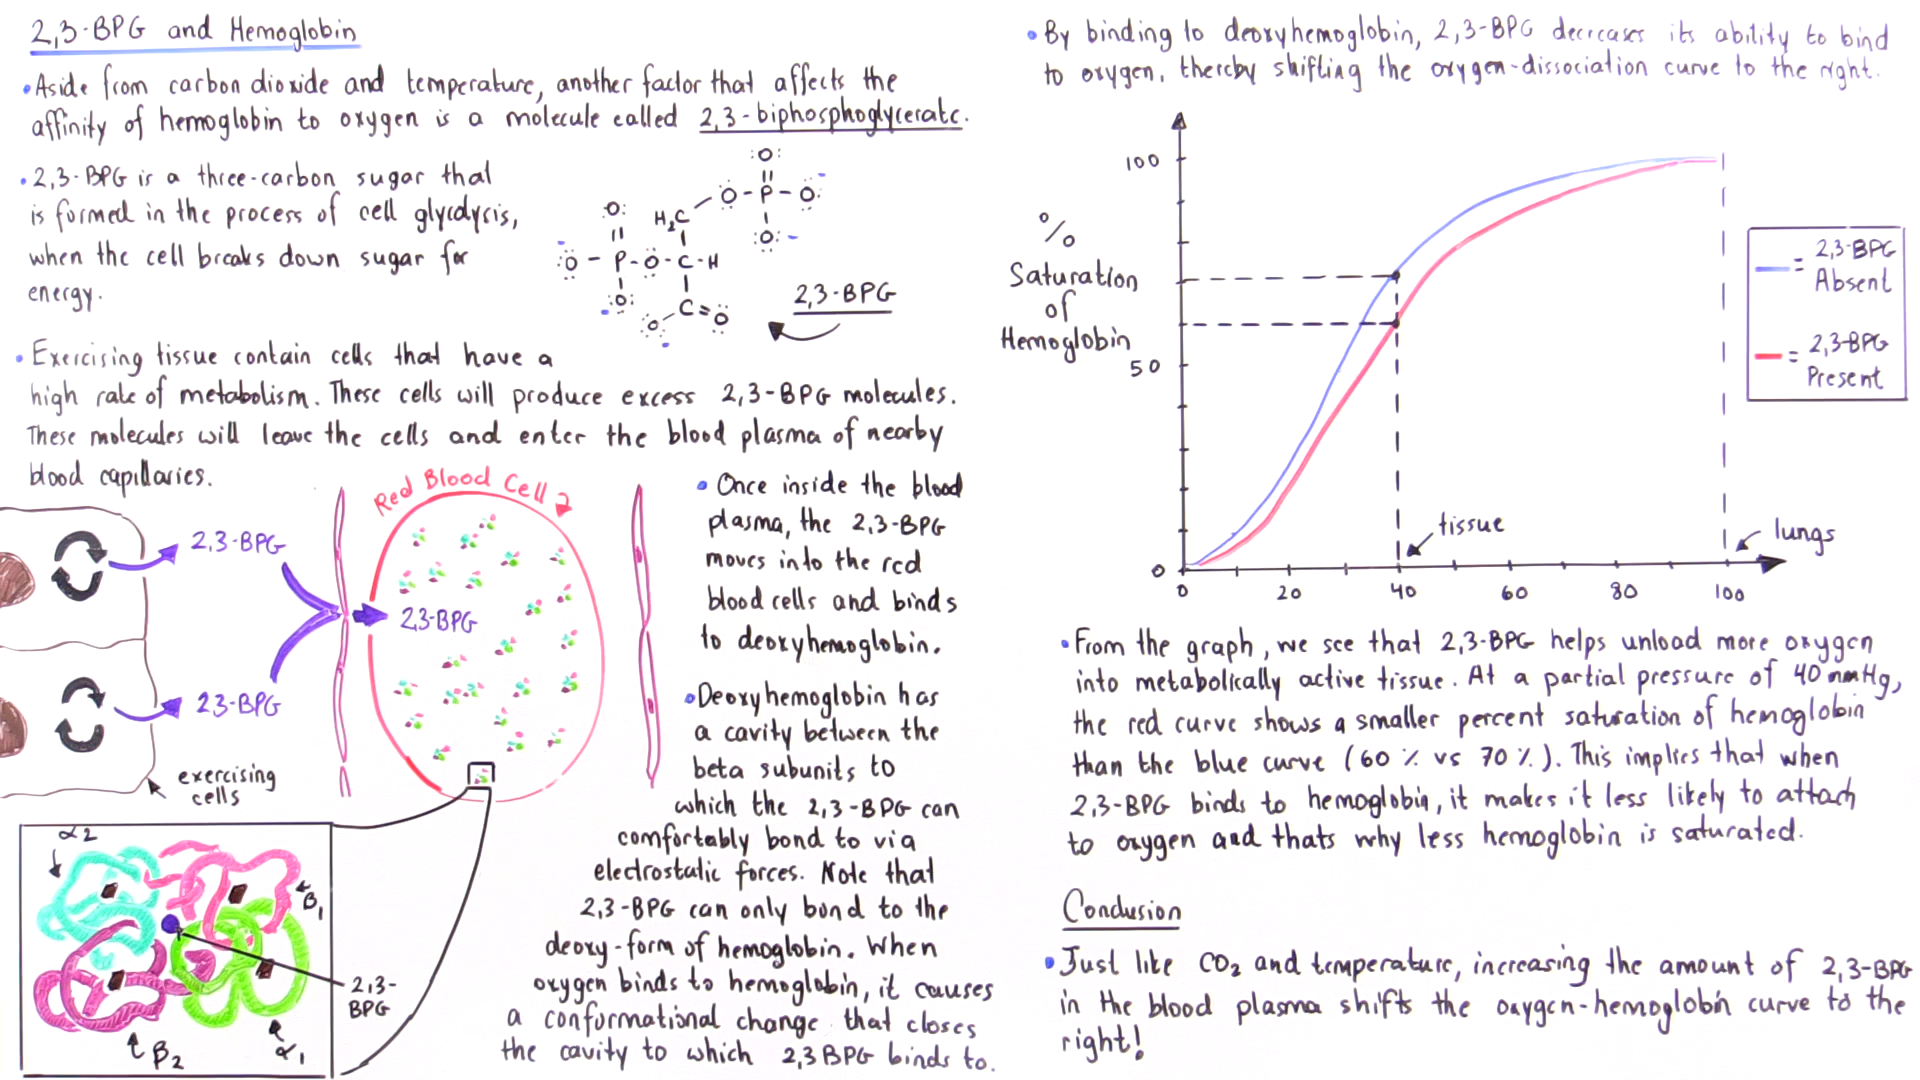 2,3-BPG and Hemoglobin
•Aside from carbon dioxide and temperature, another factor that affects the
affinity of hemoglobin to oxygen is a molecule called 2,3-biphosphoglycerate.
•2,3-BPG is a three-carbon sugar that
is formed in the process of cell glycolysis,
when the cell breaks down sugar for
energy.
:O:
||
O-P-O:
|
:O:-
:O:
||
H₂C
:O-P-O-C-H
|
:O:
C=O
O
2,3-BPG
•Exercising tissue contain cells that have a
high rate of metabolism. These cells will produce excess 2,3-BPG molecules.
These molecules will leave the cells and enter the blood plasma of nearby
blood capillaries.
Red Blood Cell
2,3-BPG
2,3-BPG
2,3-BPG
exercising
cells
α2
β1
2,3-
BPG
β2
α1
•Once inside the blood
plasma, the 2,3-BPG
moves into the red
blood cells and binds
to deoxyhemoglobin.
•Deoxyhemoglobin has
a cavity between the
beta subunits to
which the 2,3-BPG can
comfortably bond to via
electrostatic forces. Note that
2,3-BPG can only bond to the
deoxy-form of hemoglobin. When
oxygen binds to hemoglobin, it causes
a conformational change that closes
the cavity to which 2,3BPG binds to.
•By binding to deoxyhemoglobin, 2,3-BPG decreases its ability to bind
to oxygen, thereby shifting the oxygen-dissociation curve to the right.
100
%
Saturation
of
Hemoglobin
50
0
0 20 40 60 80 100
tissue
lungs
= 2,3-BPG
Absent
= 2,3-BPG
Present
•From the graph, we see that 2,3-BPG helps unload more oxygen
into metabolically active tissue. At a partial pressure of 40 mmHg,
the red curve shows a smaller percent saturation of hemoglobin
than the blue curve (60% vs 70%). This implies that when
2,3-BPG binds to hemoglobin, it makes it less likely to attach
to oxygen and thats why less hemoglobin is saturated.
Conclusion
•Just like CO₂ and temperature, increasing the amount of 2,3-BPG
in the blood plasma shifts the oxygen-hemoglobin curve to the
right!